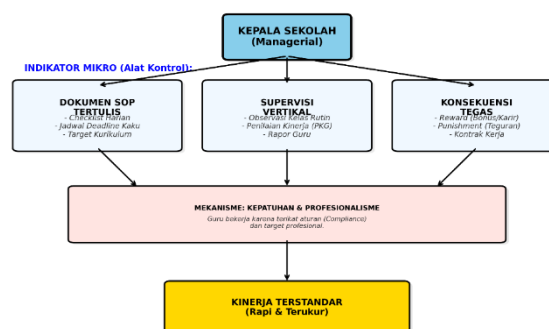 KEPALA SEKOLAH
(Managerial)
INDIKATOR MIKRO (Alat Kontrol):
DOKUMEN SOP
TERTULIS
- Checklist Harian
- Jadwal Deadline Kaku
- Target Kurikulum
SUPERVISI
VERTIKAL
- Observasi Kelas Rutin
- Penilaian Kinerja (PKG)
- Rapor Guru
KONSEKUENSI
TEGAS
- Reward (Bonus/Karir)
- Punishment (Teguran)
- Kontrak Kerja
MEKANISME: KEPATUHAN & PROFESIONALISME
Guru bekerja karena terikat aturan (Compliance)
dan target profesional.
KINERJA TERSTANDAR
(Rapi & Terukur)